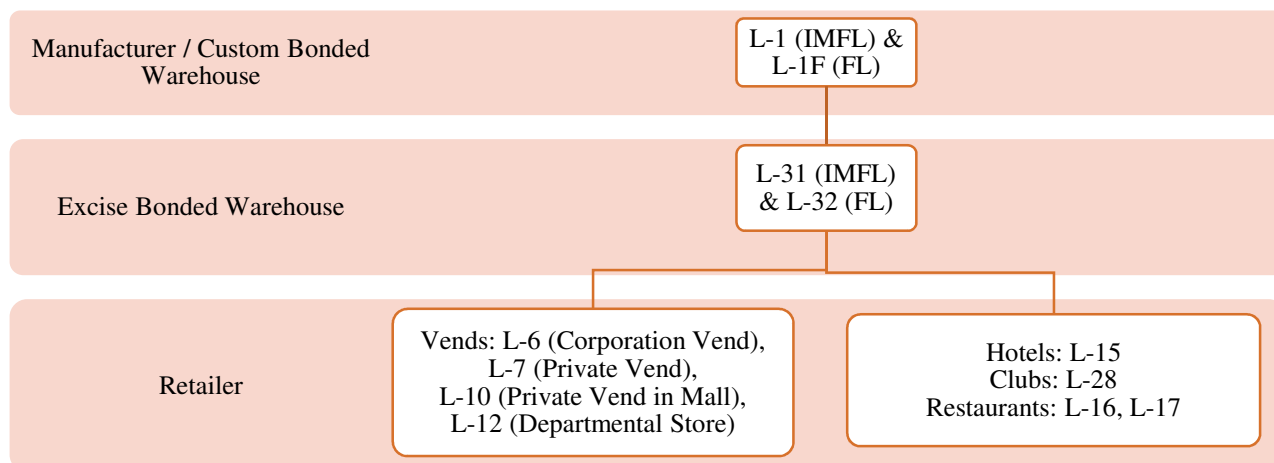 Manufacturer / Custom Bonded
Warehouse
L-1 (IMFL) &
L-1F (FL)
Excise Bonded Warehouse
L-31 (IMFL)
& L-32 (FL)
Retailer
Vends: L-6 (Corporation Vend),
L-7 (Private Vend),
L-10 (Private Vend in Mall),
L-12 (Departmental Store)
Hotels: L-15
Clubs: L-28
Restaurants: L-16, L-17